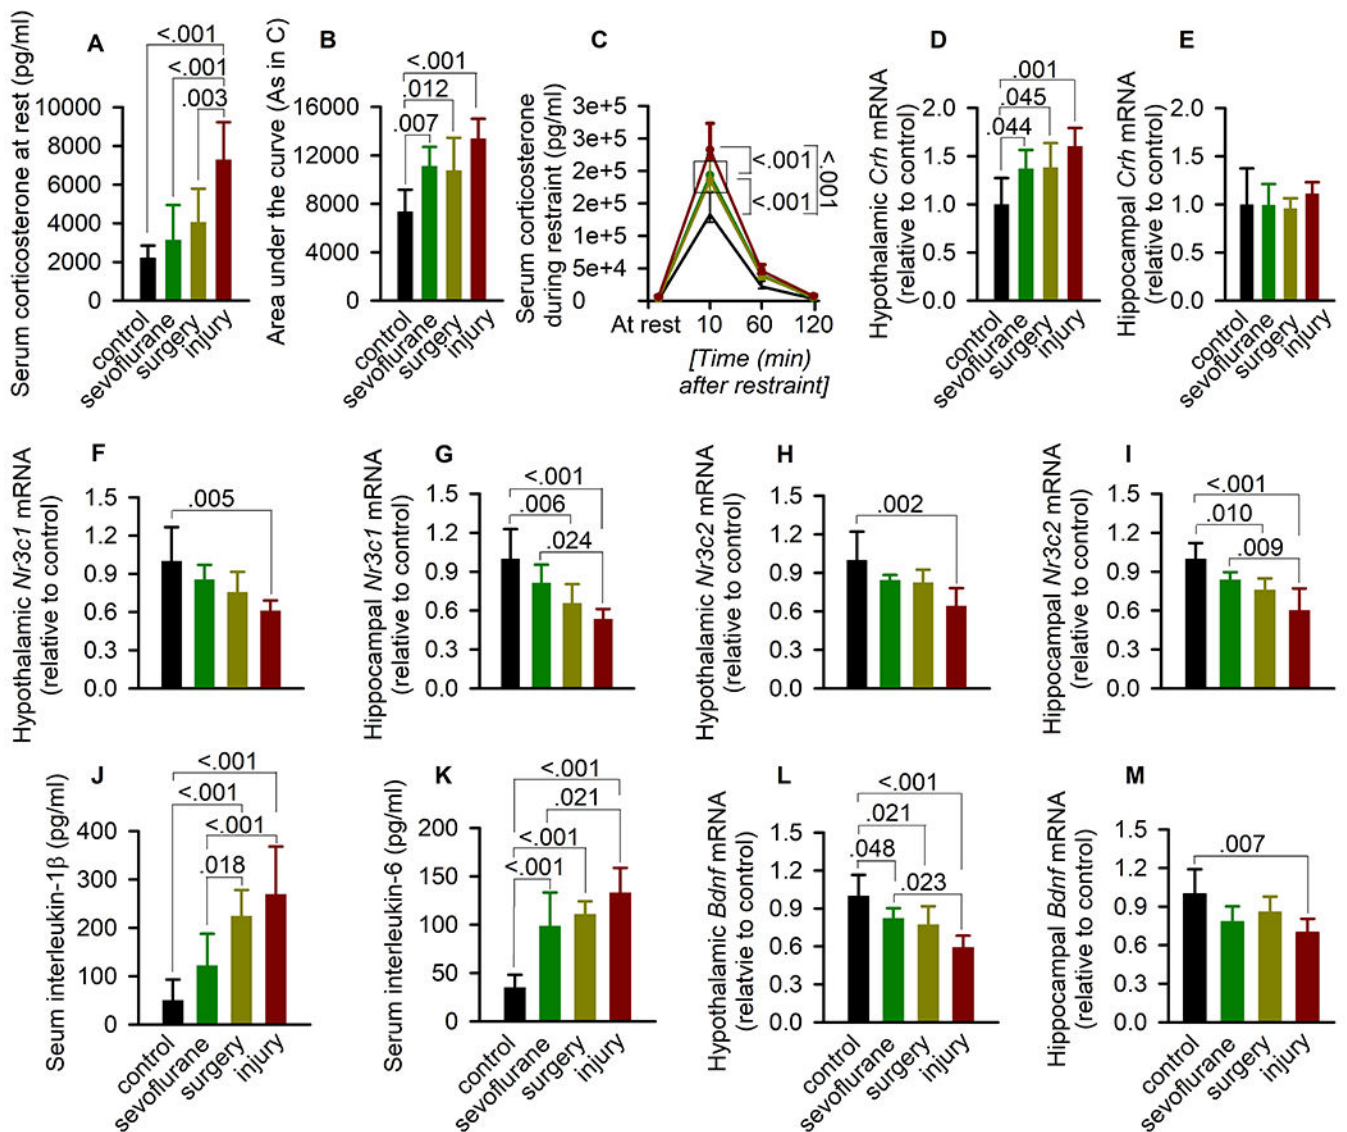 A
Serum corticosterone at rest (pg/ml)
<.001
<.001
.003
10000
8000
6000
4000
2000
0
control
sevoflurane
surgery
injury
B
Area under the curve (As in C)
<.001
.012
.007
16000
12000
8000
4000
0
control
sevoflurane
surgery
injury
C
Serum corticosterone
during restraint (pg/ml)
3e+5
3e+5
2e+5
2e+5
1e+5
5e+4
0
<.001
<.001
<.001
At rest 10 60 120
[Time (min)
after restraint]
D
Hypothalamic Crh mRNA
(relative to control)
.001
.045
.044
2.0
1.5
1.0
0.5
0.0
control
sevoflurane
surgery
injury
E
Hippocampal Crh mRNA
(relative to control)
2.0
1.5
1.0
0.5
0.0
control
sevoflurane
surgery
injury
F
Hypothalamic Nr3c1 mRNA
(relative to control)
.005
1.5
1.2
0.9
0.6
0.3
0.0
G
Hippocampal Nr3c1 mRNA
(relative to control)
<.001
.006
.024
1.5
1.2
0.9
0.6
0.3
0.0
H
Hypothalamic Nr3c2 mRNA
(relative to control)
.002
1.5
1.2
0.9
0.6
0.3
0.0
I
Hippocampal Nr3c2 mRNA
(relative to control)
<.001
.010
.009
1.5
1.2
0.9
0.6
0.3
0.0
J
Seum interleukin-1β (pg/ml)
<.001
<.001
<.001
.018
400
300
200
100
0
control
sevoflurane
surgery
injury
K
Serum interleukin-6 (pg/ml)
<.001
.021
<.001
<.001
200
150
100
50
0
control
sevoflurane
surgery
injury
L
Hypothalamic Bdnf mRNA
(relatvie to control)
<.001
.021
.048
.023
1.5
1.2
0.9
0.6
0.3
0.0
control
sevoflurane
surgery
injury
M
Hippocampal Bdnf mRNA
(relative to control)
.007
1.5
1.2
0.9
0.6
0.3
0.0
control
sevoflurane
surgery
injury